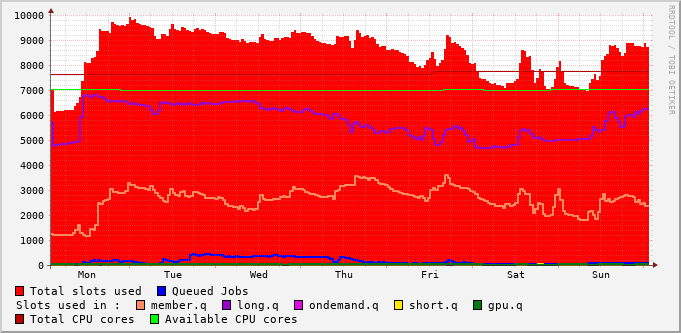 10000
9000
8000
7000
6000
5000
4000
3000
2000
1000
0
Mon Tue Wed Thu Fri Sat Sun
RRDTOOL / TOBI OETIKER
Total slots used Queued Jobs
Slots used in : member.q long.q ondemand.q short.q gpu.q
Total CPU cores Available CPU cores